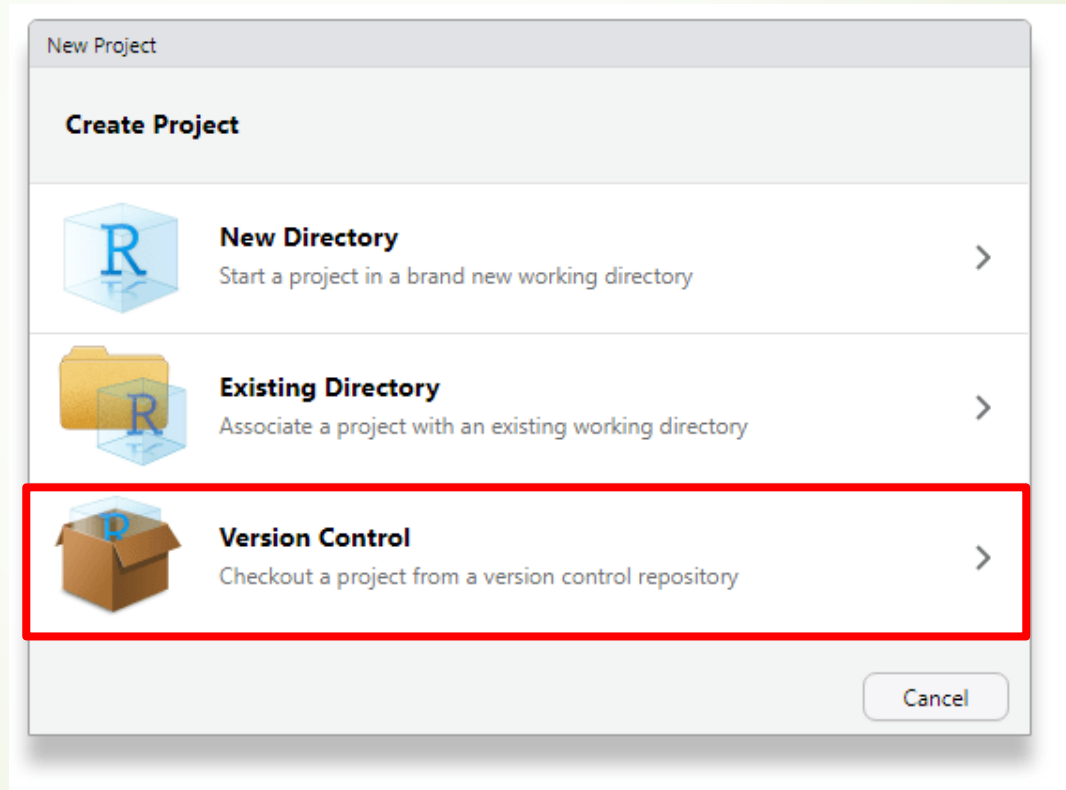 New Project
Create Project
R
New Directory
Start a project in a brand new working directory
R
Existing Directory
Associate a project with an existing working directory
R
Version Control
Checkout a project from a version control repository
Cancel